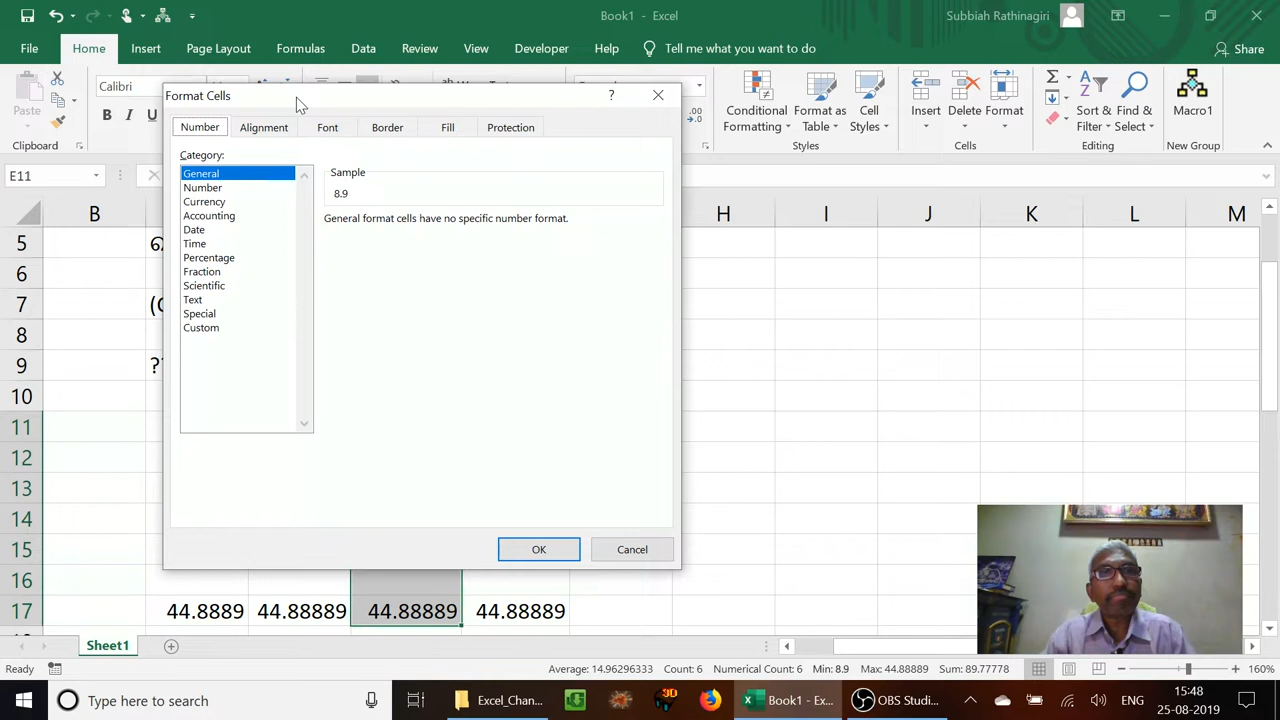 Book1 - Excel
Subbiah Rathinagiri
File Home Insert Page Layout Formulas Data Review View Developer Help Tell me what you want to do Share
Calibri
Paste
Clipboard
B U
Conditional Formatting
Format as Table
Cell Styles
Styles
Insert Delete Format
Cells
Sort & Filter
Find & Select
Editing
Macro1
New Group
E11
Format Cells
Number Alignment Font Border Fill Protection
Category:
General
Number
Currency
Accounting
Date
Time
Percentage
Fraction
Scientific
Text
Special
Custom
Sample
8.9
General format cells have no specific number format.
OK Cancel
B H I J K L M
5
6
7
8
9
10
11
12
13
14
15
16
17 44.8889 44.88889 44.88889 44.88889
Sheet1
Ready Average: 14.96296333 Count: 6 Numerical Count: 6 Min: 8.9 Max: 44.88889 Sum: 89.77778 160%
Type here to search
Excel_Chan...
3D
Book1 - Exc...
OBS Studi...
ENG
15:48
25-08-2019